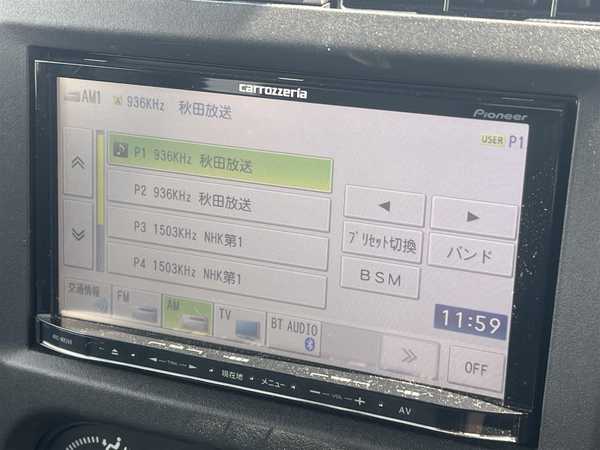 carrozzeria
Pioneer
AM1 936KHz 秋田放送
USER P1
P1 936KHz 秋田放送
P2 936KHz 秋田放送
P3 1503KHz NHK第1
P4 1503KHz NHK第1
プリセット切換
バンド
BSM
交通情報
FM
AM
TV
BT AUDIO
11:59
OFF
現在地
メニュー
VOL
AV